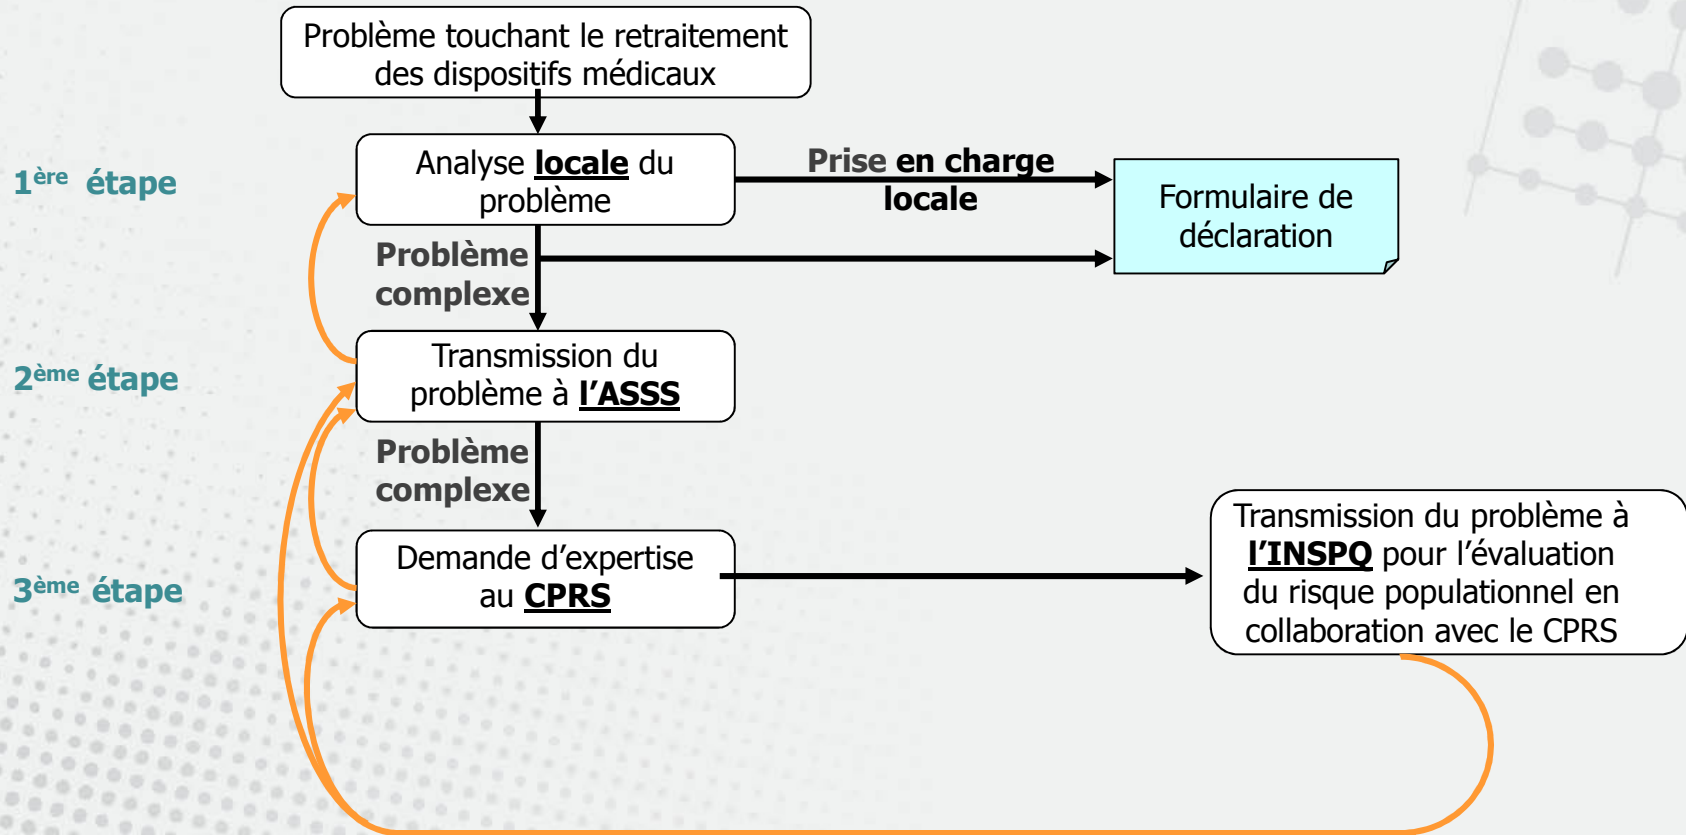 Problème touchant le retraitement
des dispositifs médicaux
1ère étape
Analyse locale du
problème
Prise en charge
locale
Formulaire de
déclaration
Problème
complexe
2ème étape
Transmission du
problème à l’ASSS
Problème
complexe
3ème étape
Demande d’expertise
au CPRS
Transmission du problème à
l’INSPQ pour l’évaluation
du risque populationnel en
collaboration avec le CPRS